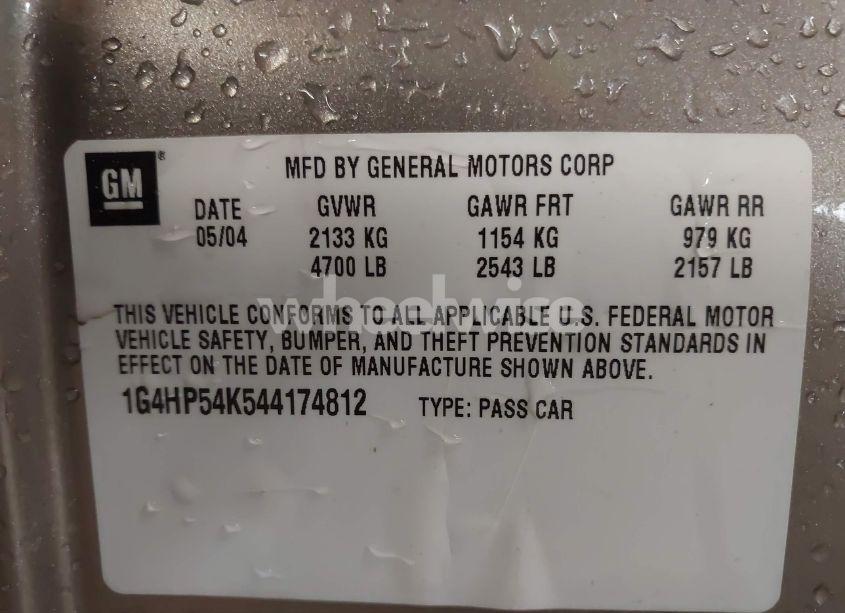 GM®
MFD BY GENERAL MOTORS CORP
DATE GVWR GAWR FRT GAWR RR
05/04 2133 KG 1154 KG 979 KG
4700 LB 2543 LB 2157 LB
wheelwise
THIS VEHICLE CONFORMS TO ALL APPLICABLE U.S. FEDERAL MOTOR
VEHICLE SAFETY, BUMPER, AND THEFT PREVENTION STANDARDS IN
EFFECT ON THE DATE OF MANUFACTURE SHOWN ABOVE.
1G4HP54K544174812 TYPE: PASS CAR